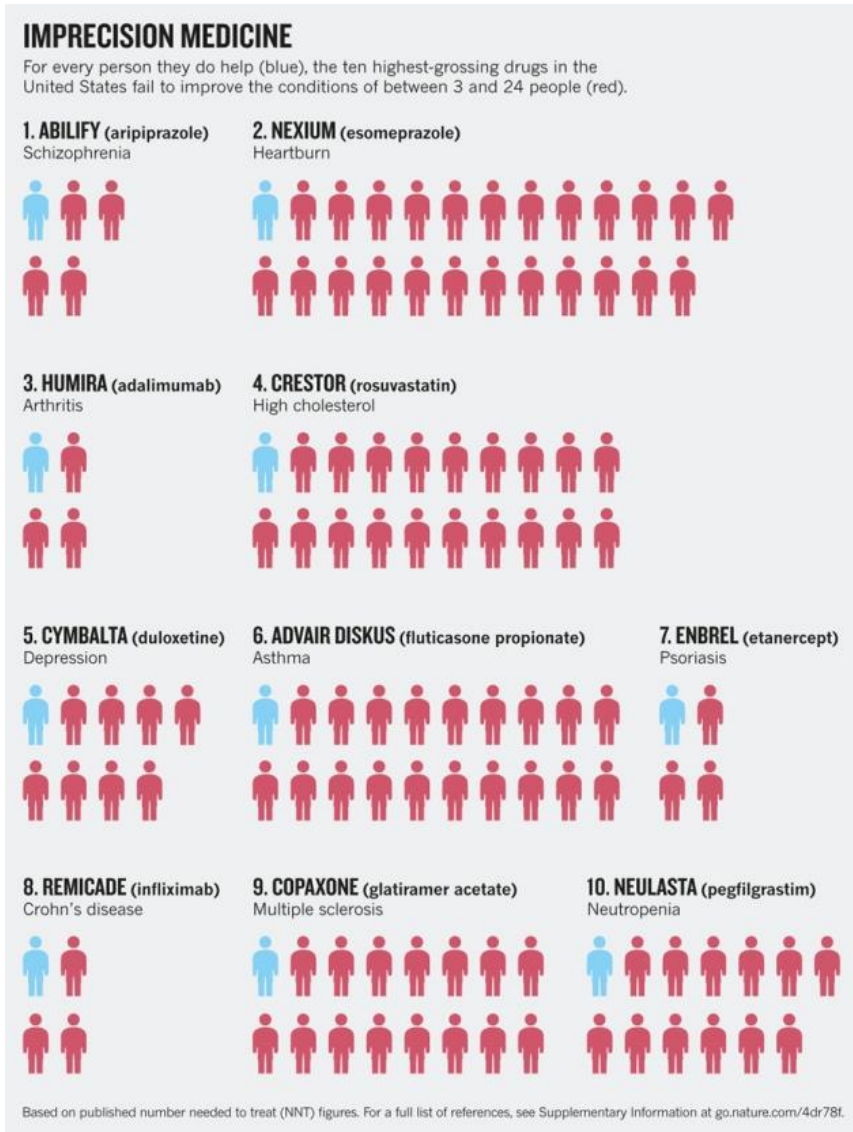 IMPRECISION MEDICINE
For every person they do help (blue), the ten highest-grossing drugs in the
United States fail to improve the conditions of between 3 and 24 people (red).
1. ABILIFY (aripiprazole)
Schizophrenia
2. NEXIUM (esomeprazole)
Heartburn
3. HUMIRA (adalimumab)
Arthritis
4. CRESTOR (rosuvastatin)
High cholesterol
5. CYMBALTA (duloxetine)
Depression
6. ADVAIR DISKUS (fluticasone propionate)
Asthma
7. ENBREL (etanercept)
Psoriasis
8. REMICADE (infliximab)
Crohn's disease
9. COPAXONE (glatiramer acetate)
Multiple sclerosis
10. NEULASTA (pegfilgrastim)
Neutropenia
Based on published number needed to treat (NNT) figures. For a full list of references, see Supplementary Information at go.nature.com/4dr78f.